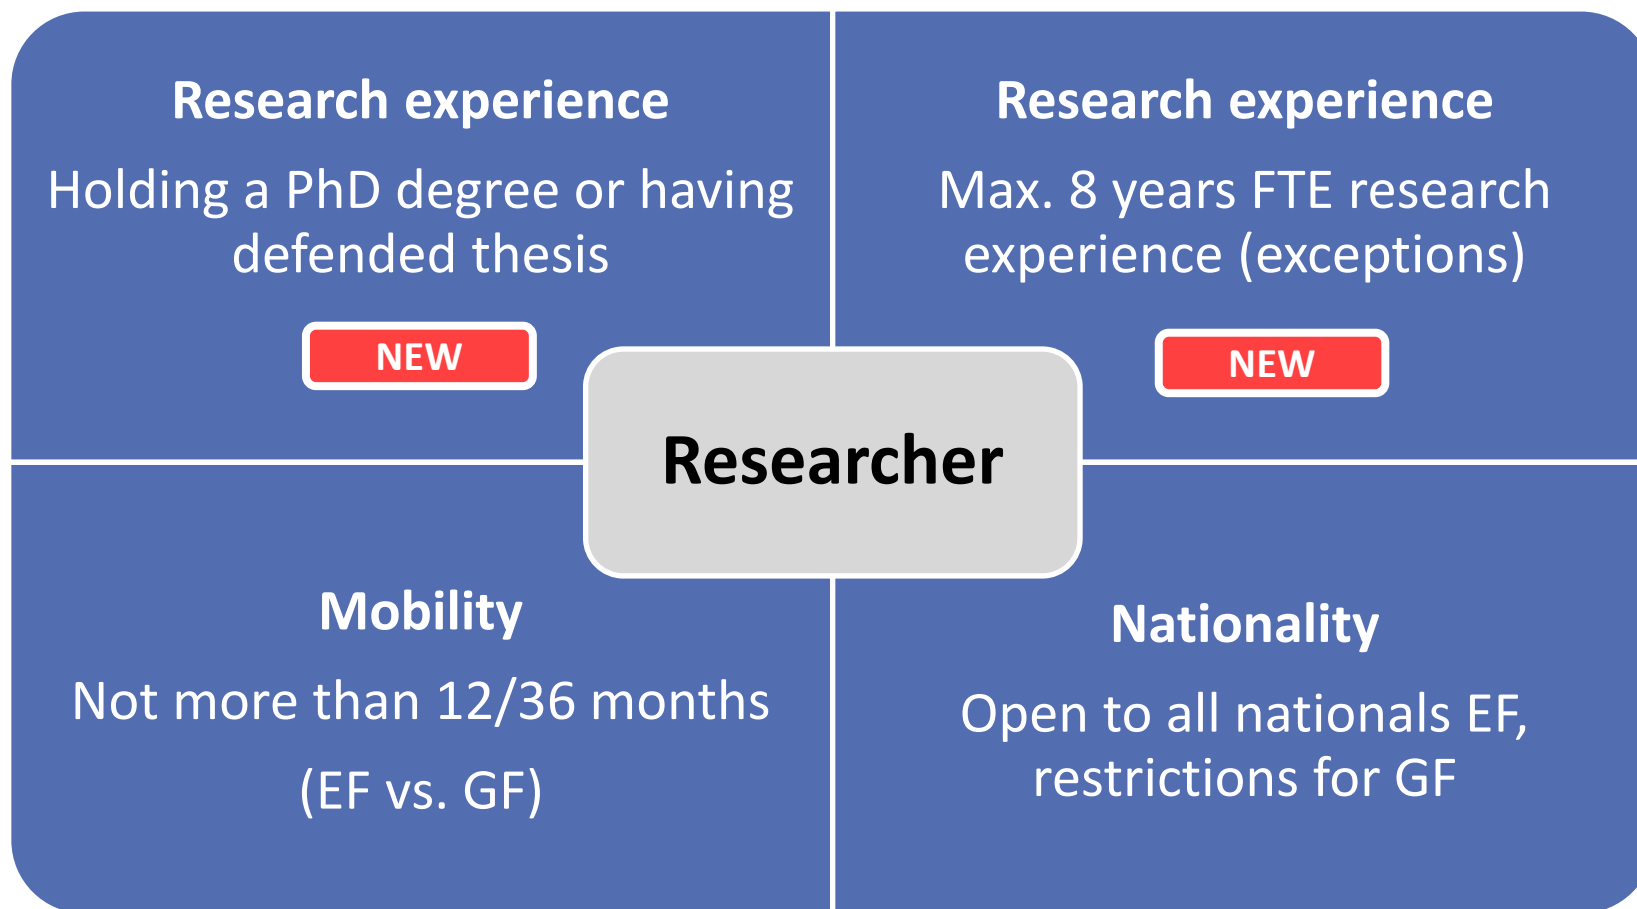 Research experience
Holding a PhD degree or having
defended thesis
NEW
Research experience
Max. 8 years FTE research
experience (exceptions)
NEW
Researcher
Mobility
Not more than 12/36 months
(EF vs. GF)
Nationality
Open to all nationals EF,
restrictions for GF